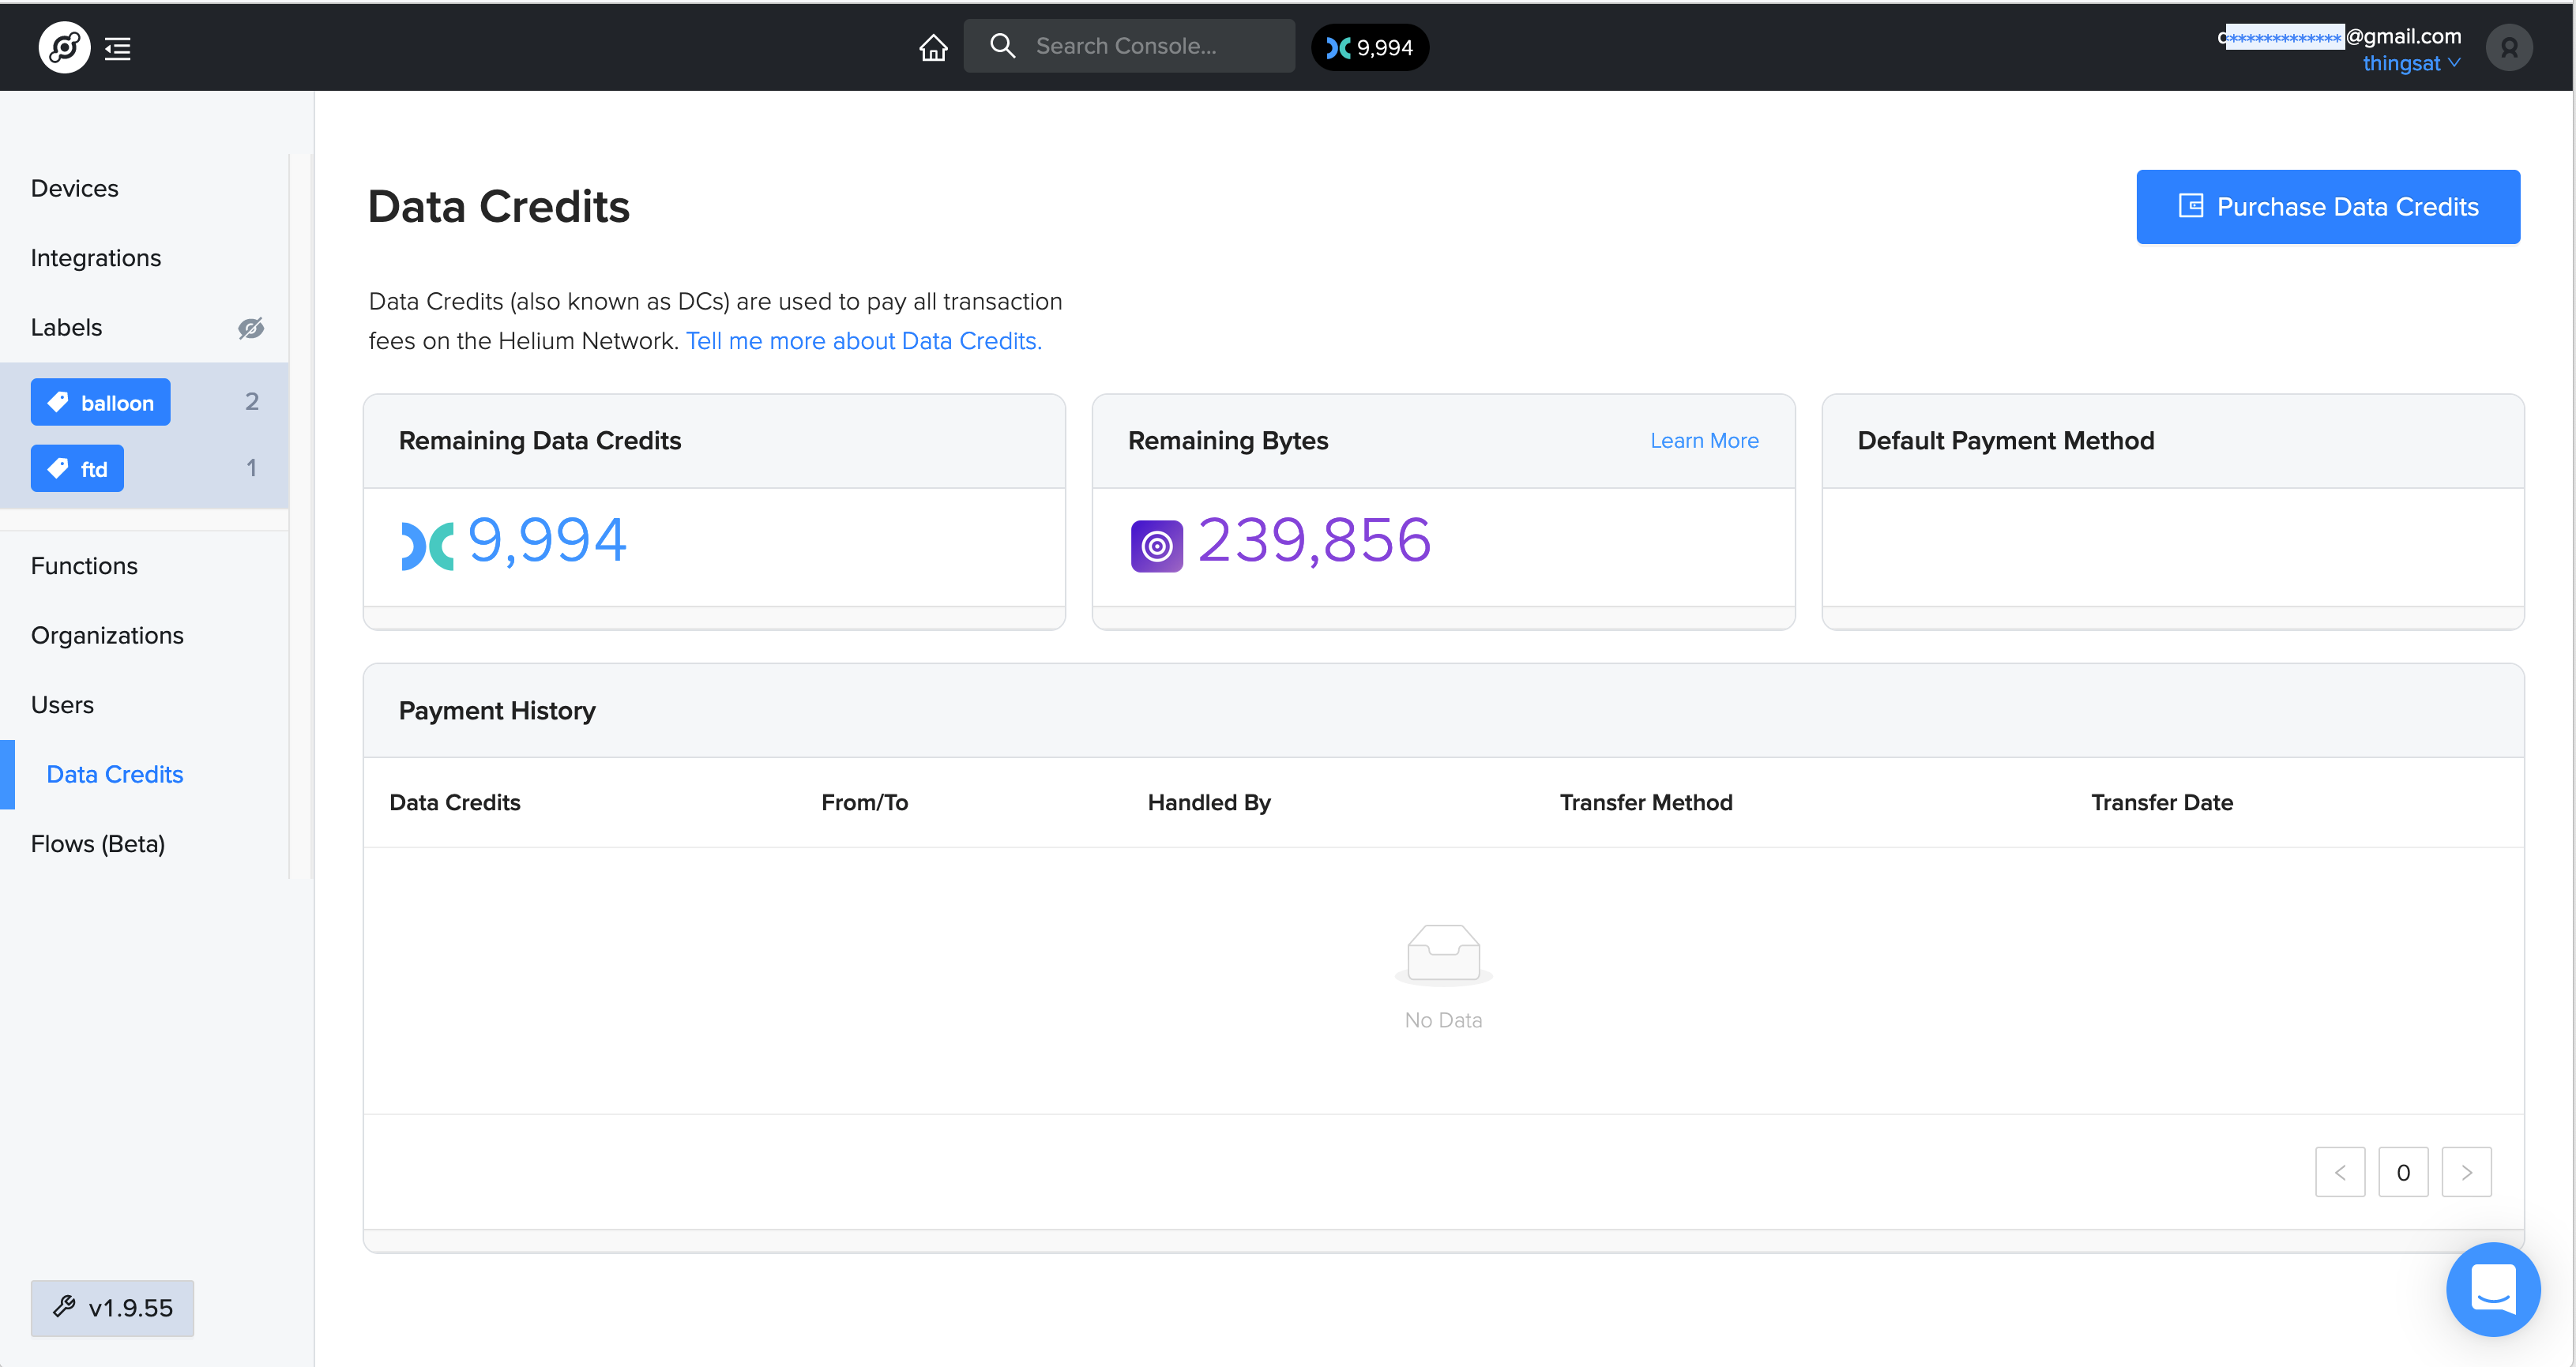 Search Console...
9,994
c*************@gmail.com
thingsat
Devices
Integrations
Labels
balloon 2
ftd 1
Functions
Organizations
Users
Data Credits
Flows (Beta)
v1.9.55
Data Credits
Purchase Data Credits
Data Credits (also known as DCs) are used to pay all transaction
fees on the Helium Network. Tell me more about Data Credits.
Remaining Data Credits
9,994
Remaining Bytes Learn More
239,856
Default Payment Method
Payment History
Data Credits From/To Handled By Transfer Method Transfer Date
No Data
< 0 >